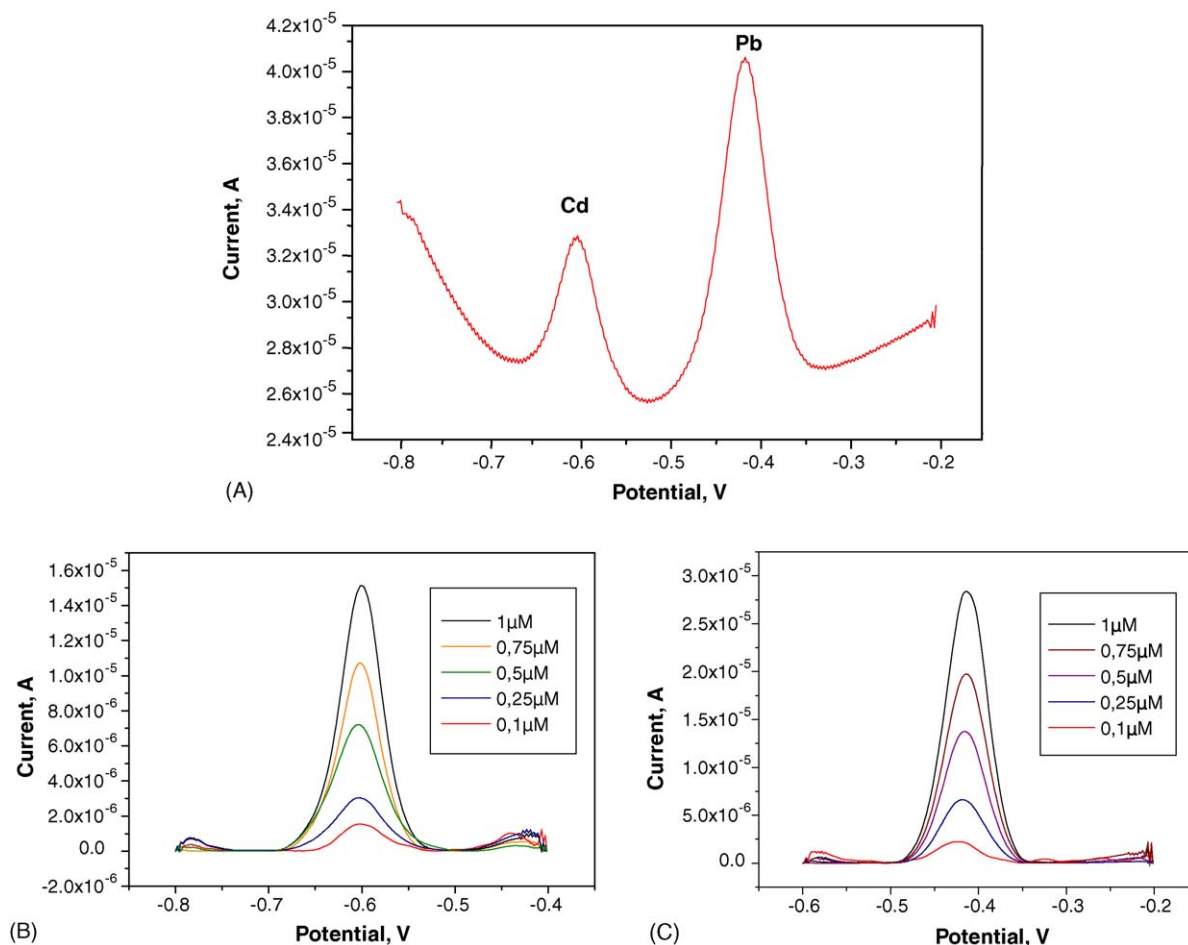 4.2x10⁻⁵
4.0x10⁻⁵
3.8x10⁻⁵
3.6x10⁻⁵
3.4x10⁻⁵
3.2x10⁻⁵
3.0x10⁻⁵
2.8x10⁻⁵
2.6x10⁻⁵
2.4x10⁻⁵
Current, A
Cd
Pb
-0.8 -0.7 -0.6 -0.5 -0.4 -0.3 -0.2
Potential, V
(A)
1.6x10⁻⁵
1.5x10⁻⁵
1.2x10⁻⁵
1.0x10⁻⁵
8.0x10⁻⁶
6.0x10⁻⁶
4.0x10⁻⁶
2.0x10⁻⁶
0.0
-2.0x10⁻⁶
Current, A
1µM
0,75µM
0,5µM
0,25µM
0,1µM
-0.8 -0.7 -0.6 -0.5 -0.4
Potential, V
(B)
3.0x10⁻⁵
2.5x10⁻⁵
2.0x10⁻⁵
1.5x10⁻⁵
1.0x10⁻⁵
5.0x10⁻⁶
0.0
Current, A
1µM
0,75µM
0,5µM
0,25µM
0,1µM
-0.6 -0.5 -0.4 -0.3 -0.2
Potential, V
(C)